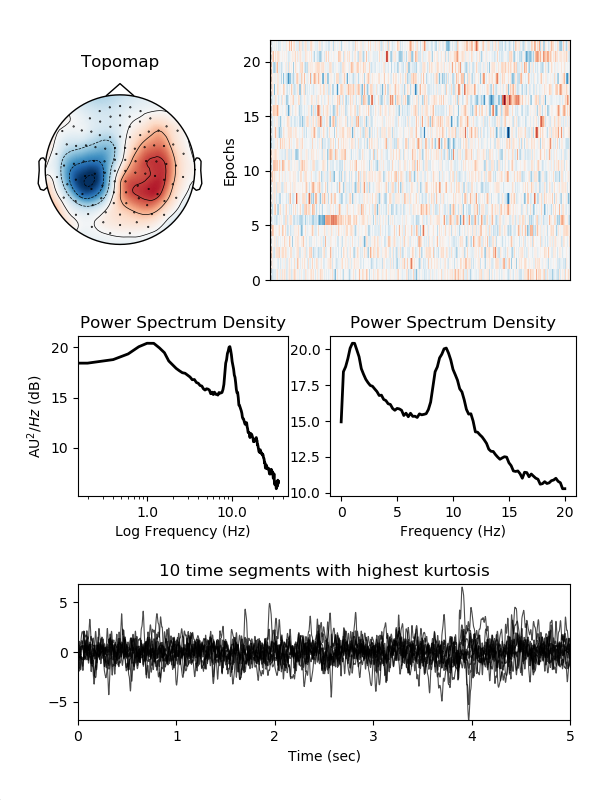 Topomap
Epochs
20
15
10
5
0
Power Spectrum Density
AU²/Hz (dB)
20
15
10
1.0 10.0
Log Frequency (Hz)
Power Spectrum Density
20.0
17.5
15.0
12.5
10.0
0 5 10 15 20
Frequency (Hz)
10 time segments with highest kurtosis
5
0
−5
0 1 2 3 4 5
Time (sec)